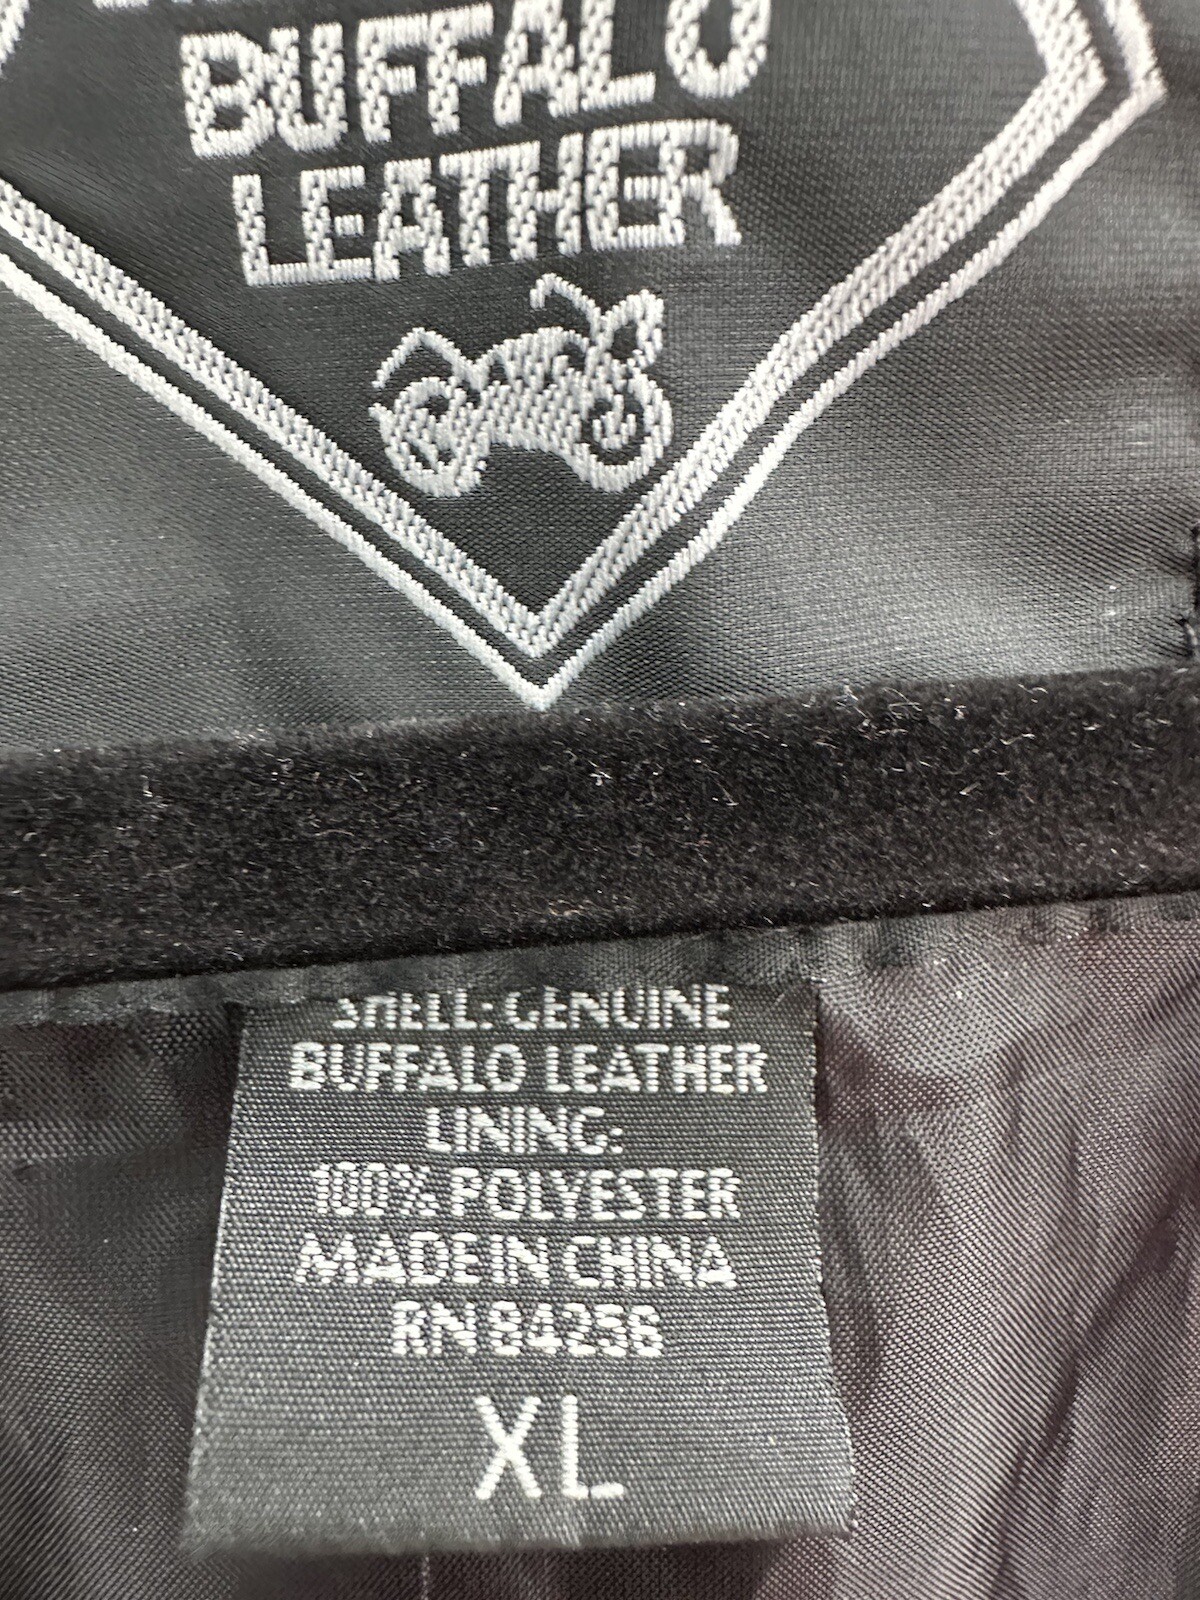 BUFFALO
LEATHER
SHELL: GENUINE
BUFFALO LEATHER
LINING:
100% POLYESTER
MADE IN CHINA
RN 84256
XL